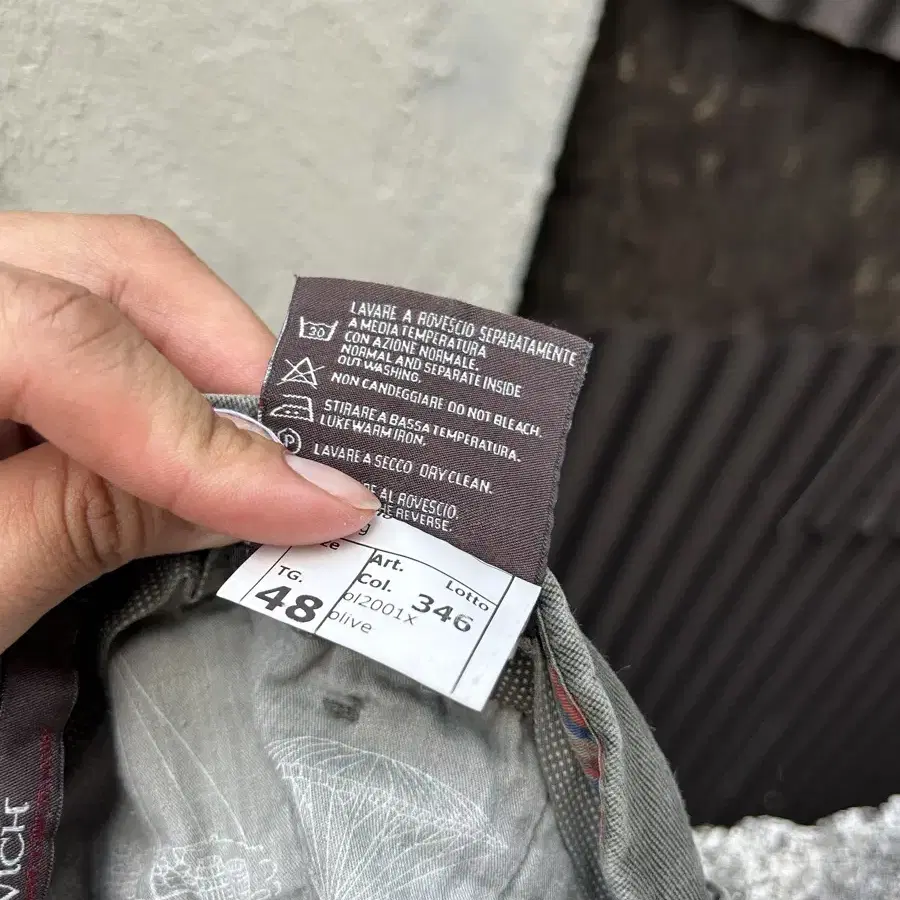 LAVARE A ROVESCIO SEPARATAMENTE
A MEDIA TEMPERATURA
CON AZIONE NORMALE.
NORMAL AND SEPARATE INSIDE
OUT WASHING.
30
NON CANDEGGIARE DO NOT BLEACH.
STIRARE A BASSA TEMPERATURA.
LUKEWARM IRON.
P
LAVARE A SECCO DRY CLEAN.
AL ROVESCIO.
REVERSE.
Art. Lotto
Col. 346
TG.
48
pl2001x
olive